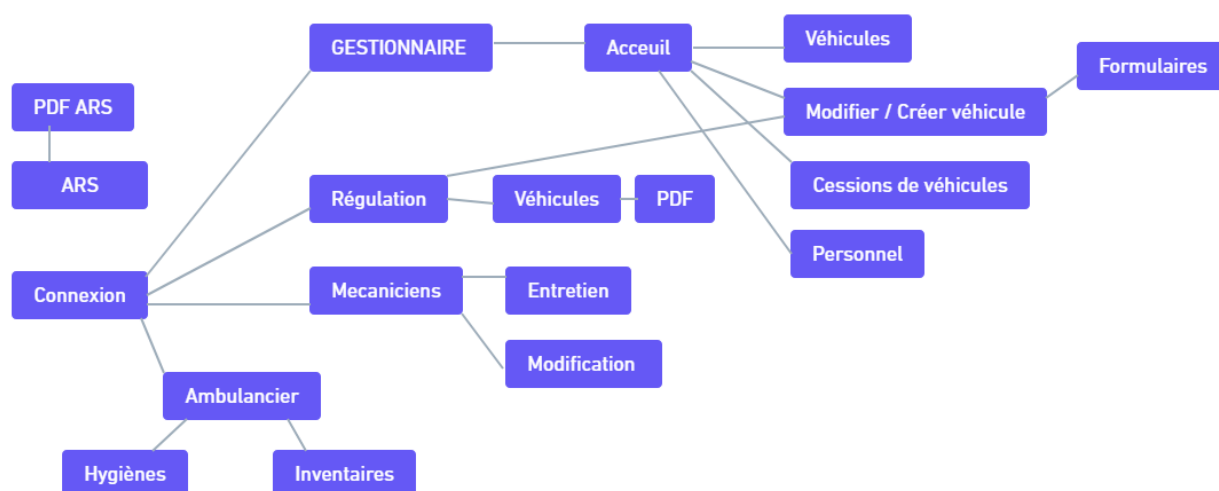 GESTIONNAIRE
Acceuil
Véhicules
Formulaires
PDF ARS
Modifier / Créer véhicule
ARS
Régulation
Véhicules
PDF
Cessions de véhicules
Personnel
Connexion
Mecaniciens
Entretien
Modification
Ambulancier
Hygiènes
Inventaires